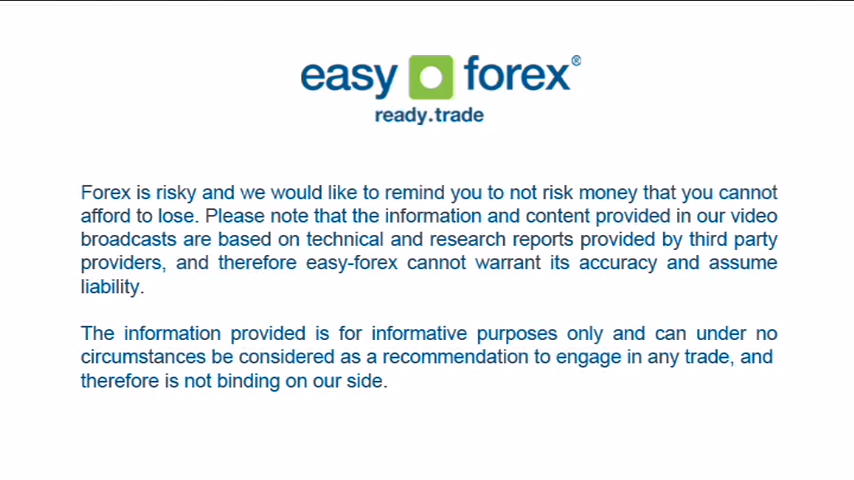 easy forex®
ready.trade
Forex is risky and we would like to remind you to not risk money that you cannot
afford to lose. Please note that the information and content provided in our video
broadcasts are based on technical and research reports provided by third party
providers, and therefore easy-forex cannot warrant its accuracy and assume
liability.
The information provided is for informative purposes only and can under no
circumstances be considered as a recommendation to engage in any trade, and
therefore is not binding on our side.